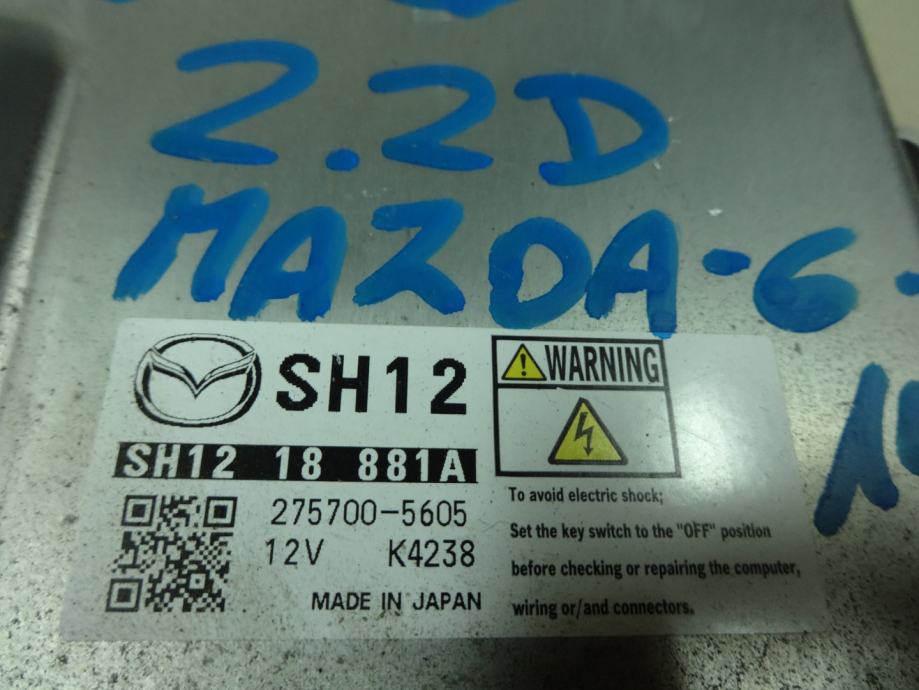 2.2D
MAZDA-6-
SH12
SH12 18 881A
275700-5605
12V K4238
MADE IN JAPAN
WARNING
To avoid electric shock;
Set the key switch to the "OFF" position
before checking or repairing the computer,
wiring or/and connectors.